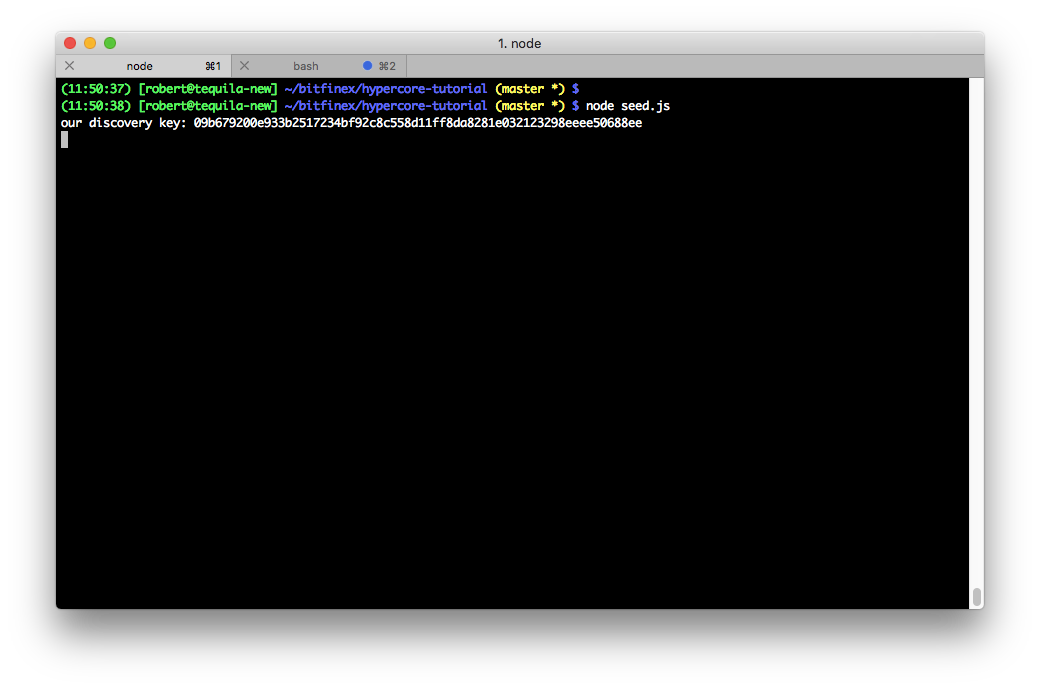 1. node
node ⌘1 bash ⌘2
(11:50:37) [robert@tequila-new] ~/bitfinex/hypercore-tutorial (master *) $
(11:50:38) [robert@tequila-new] ~/bitfinex/hypercore-tutorial (master *) $ node seed.js
our discovery key: 09b679200e933b2517234bf92c8c558d11ff8da8281e032123298eeee50688ee